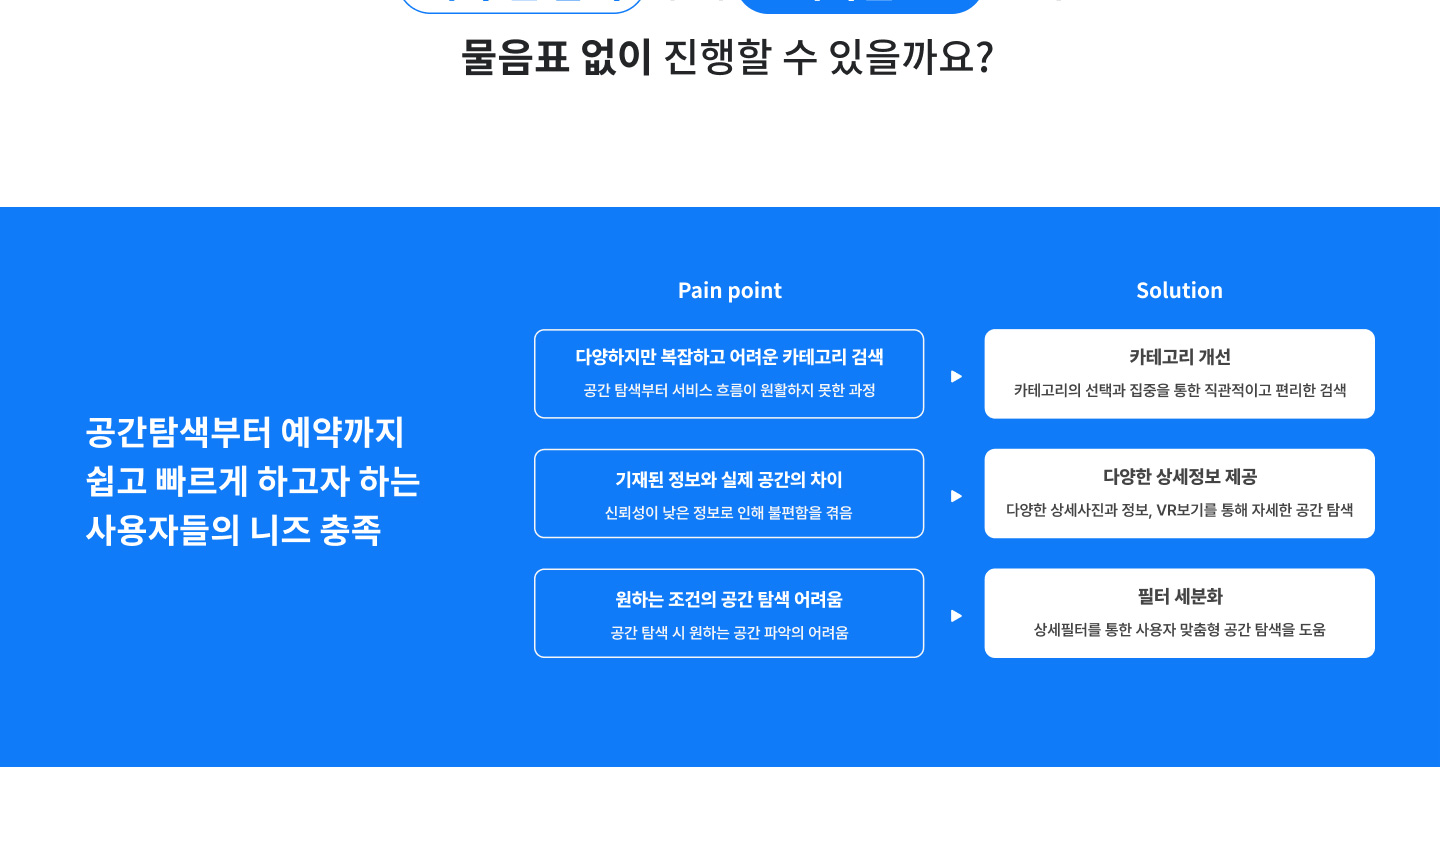 물음표 없이 진행할 수 있을까요?
공간탐색부터 예약까지
쉽고 빠르게 하고자 하는
사용자들의 니즈 충족
Pain point
Solution
다양하지만 복잡하고 어려운 카테고리 검색
공간 탐색부터 서비스 흐름이 원활하지 못한 과정
카테고리 개선
카테고리의 선택과 집중을 통한 직관적이고 편리한 검색
기재된 정보와 실제 공간의 차이
신뢰성이 낮은 정보로 인해 불편함을 겪음
다양한 상세정보 제공
다양한 상세사진과 정보, VR보기를 통해 자세한 공간 탐색
원하는 조건의 공간 탐색 어려움
공간 탐색 시 원하는 공간 파악의 어려움
필터 세분화
상세필터를 통한 사용자 맞춤형 공간 탐색을 도움